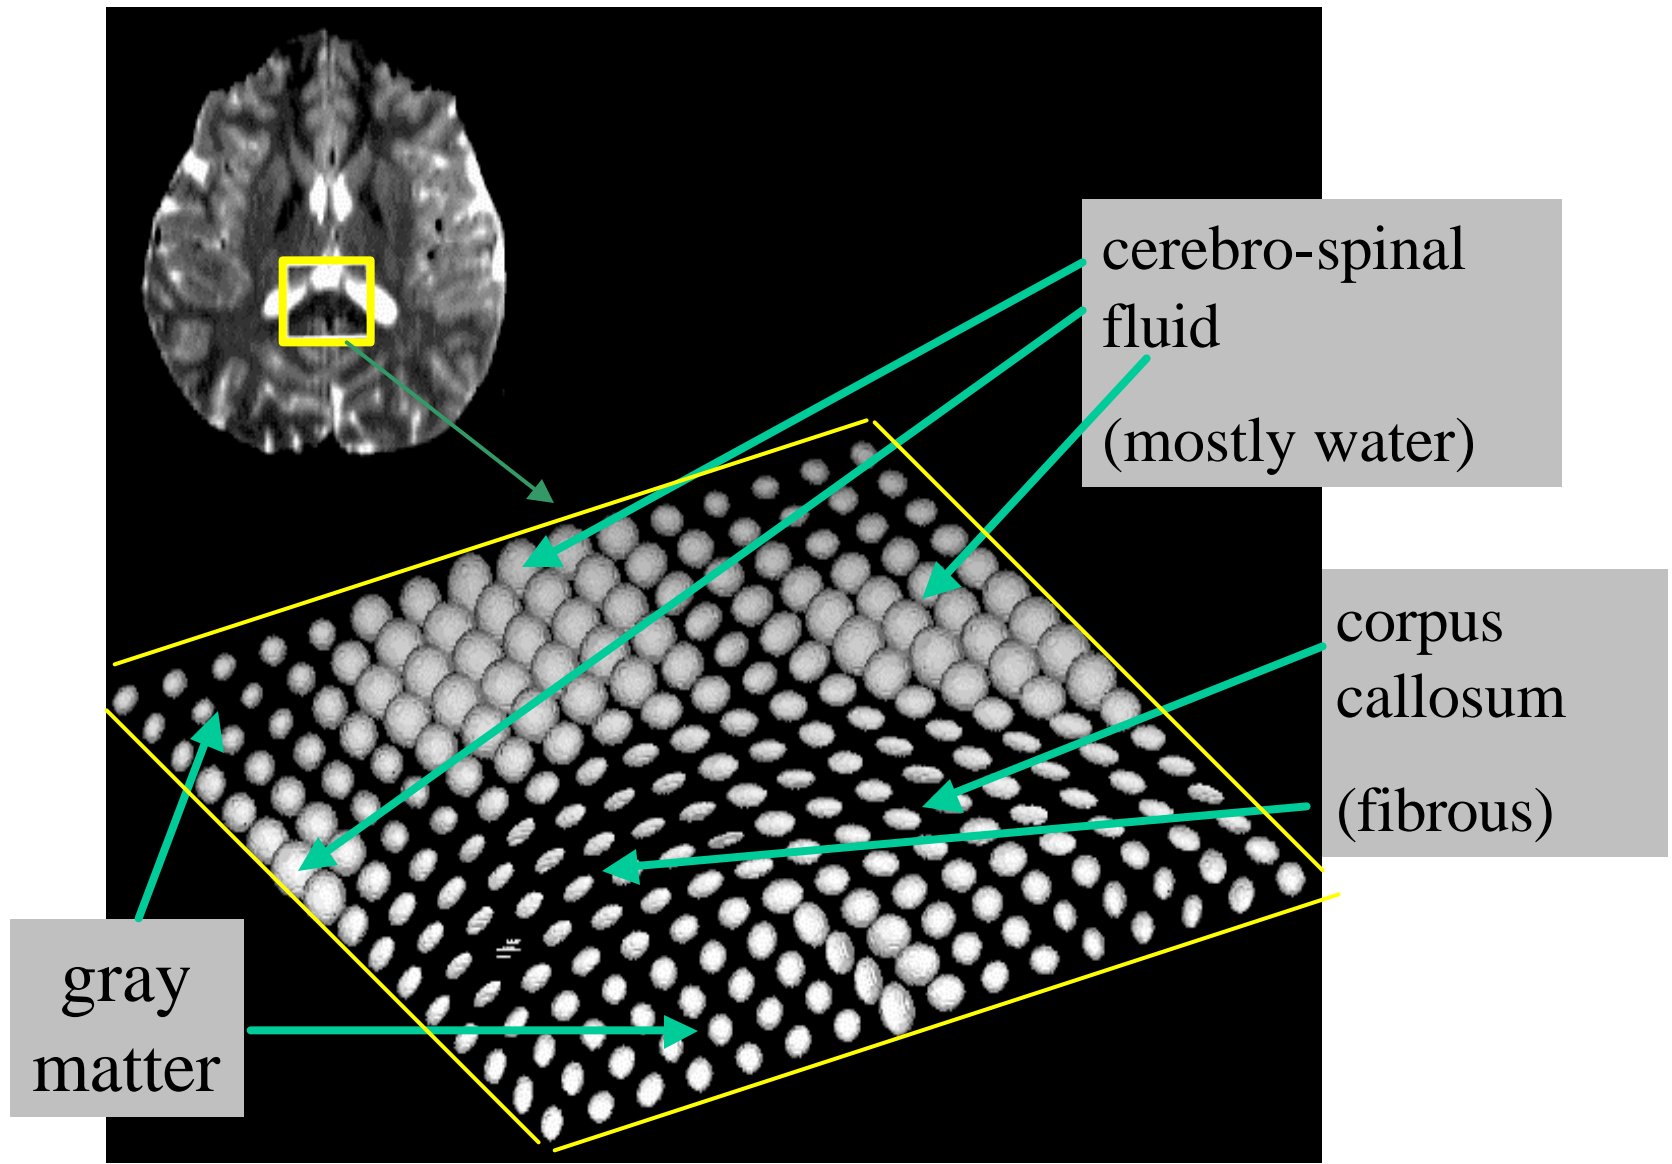 cerebro-spinal
fluid
(mostly water)
corpus
callosum
(fibrous)
gray
matter